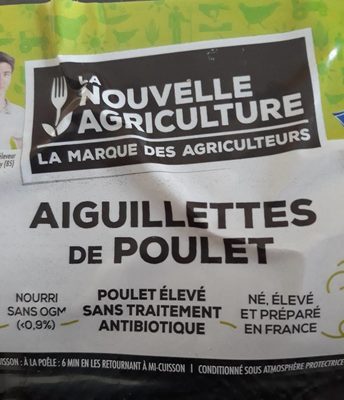 LA
NOUVELLE
AGRICULTURE
LA MARQUE DES AGRICULTEURS
AIGUILLETTES
DE POULET
NOURRI
SANS OGM
(<0,9%)
POULET ÉLEVÉ
SANS TRAITEMENT
ANTIBIOTIQUE
NÉ, ÉLEVÉ
ET PRÉPARÉ
EN FRANCE
À LA POÊLE : 6 MIN EN LES RETOURNANT À MI-CUISSON | CONDITIONNÉ SOUS ATMOSPHÈRE PROTECTRICE